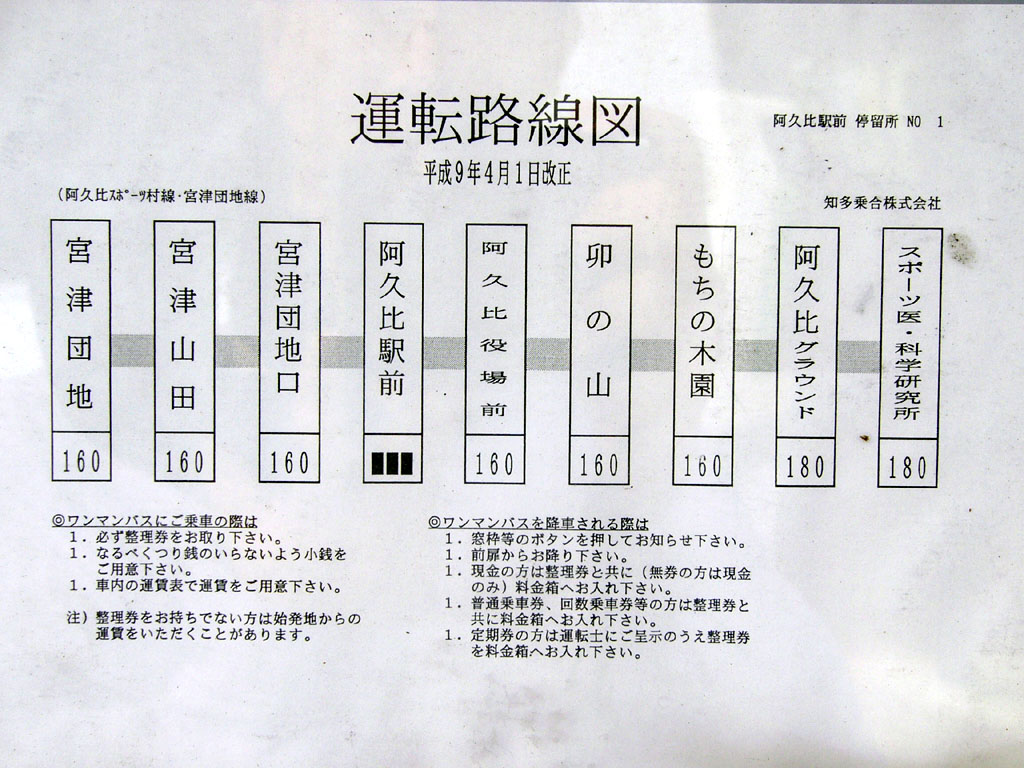 運転路線図
阿久比駅前 停留所 NO 1
平成9年4月1日改正
(阿久比スポーツ村線・宮津団地線)
知多乗合株式会社
宮津団地
160
宮津山田
160
宮津団地口
160
阿久比駅前
阿久比役場前
160
卯の山
160
もちの木園
160
阿久比グラウンド
180
スポーツ医・科学研究所
180
◎ワンマンバスにご乗車の際は
1. 必ず整理券をお取り下さい。
1. なるべくつり銭のいらないよう小銭を
ご用意下さい。
1. 車内の運賃表で運賃をご用意下さい。
注) 整理券をお持ちでない方は始発地からの
運賃をいただくことがあります。
◎ワンマンバスを降車される際は
1. 窓枠等のボタンを押してお知らせ下さい。
1. 前扉からお降り下さい。
1. 現金の方は整理券と共に(無券の方は現金
のみ)料金箱へお入れ下さい。
1. 普通乗車券、回数乗車券等の方は整理券と
共に料金箱へお入れ下さい。
1. 定期券の方は運転士にご呈示のうえ整理券
を料金箱へお入れ下さい。